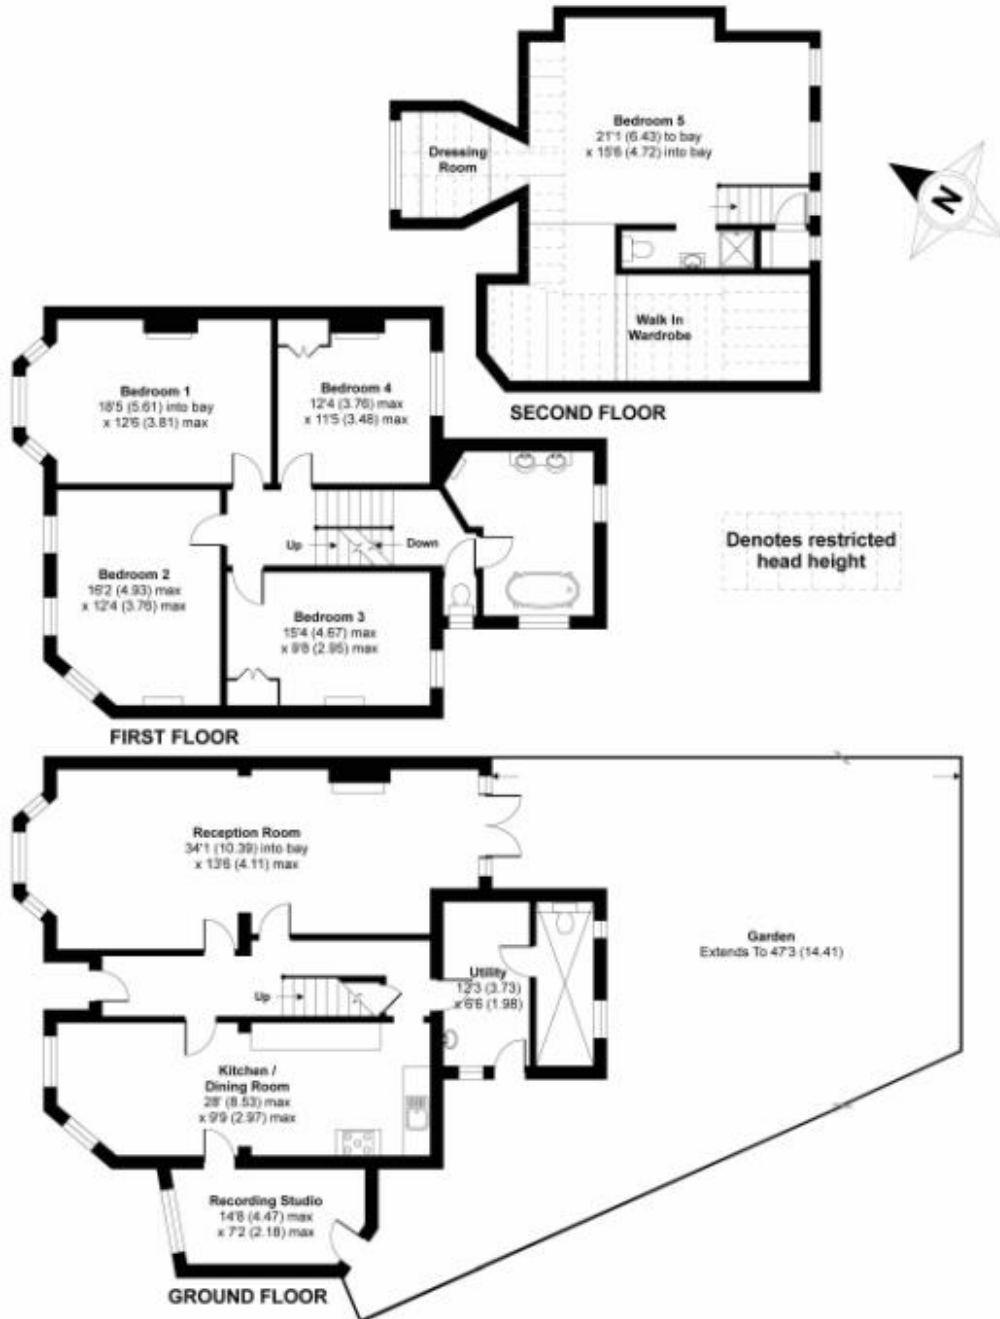 Bedroom 5
21'1 (6.43) to bay
x 15'6 (4.72) into bay
Dressing
Room
N
Walk In
Wardrobe
SECOND FLOOR
Bedroom 1
18'5 (5.61) into bay
x 12'6 (3.81) max
Bedroom 4
12'4 (3.76) max
x 11'5 (3.48) max
Up
Down
Denotes restricted
head height
Bedroom 2
16'2 (4.93) max
x 12'4 (3.76) max
Bedroom 3
15'4 (4.67) max
x 9'8 (2.95) max
FIRST FLOOR
Reception Room
34'1 (10.39) into bay
x 13'6 (4.11) max
Garden
Extends To 47'3 (14.41)
Utility
12'3 (3.73)
x 6'6 (1.98)
Up
Kitchen /
Dining Room
28' (8.53) max
x 9'9 (2.97) max
Recording Studio
14'8 (4.47) max
x 7'2 (2.18) max
GROUND FLOOR